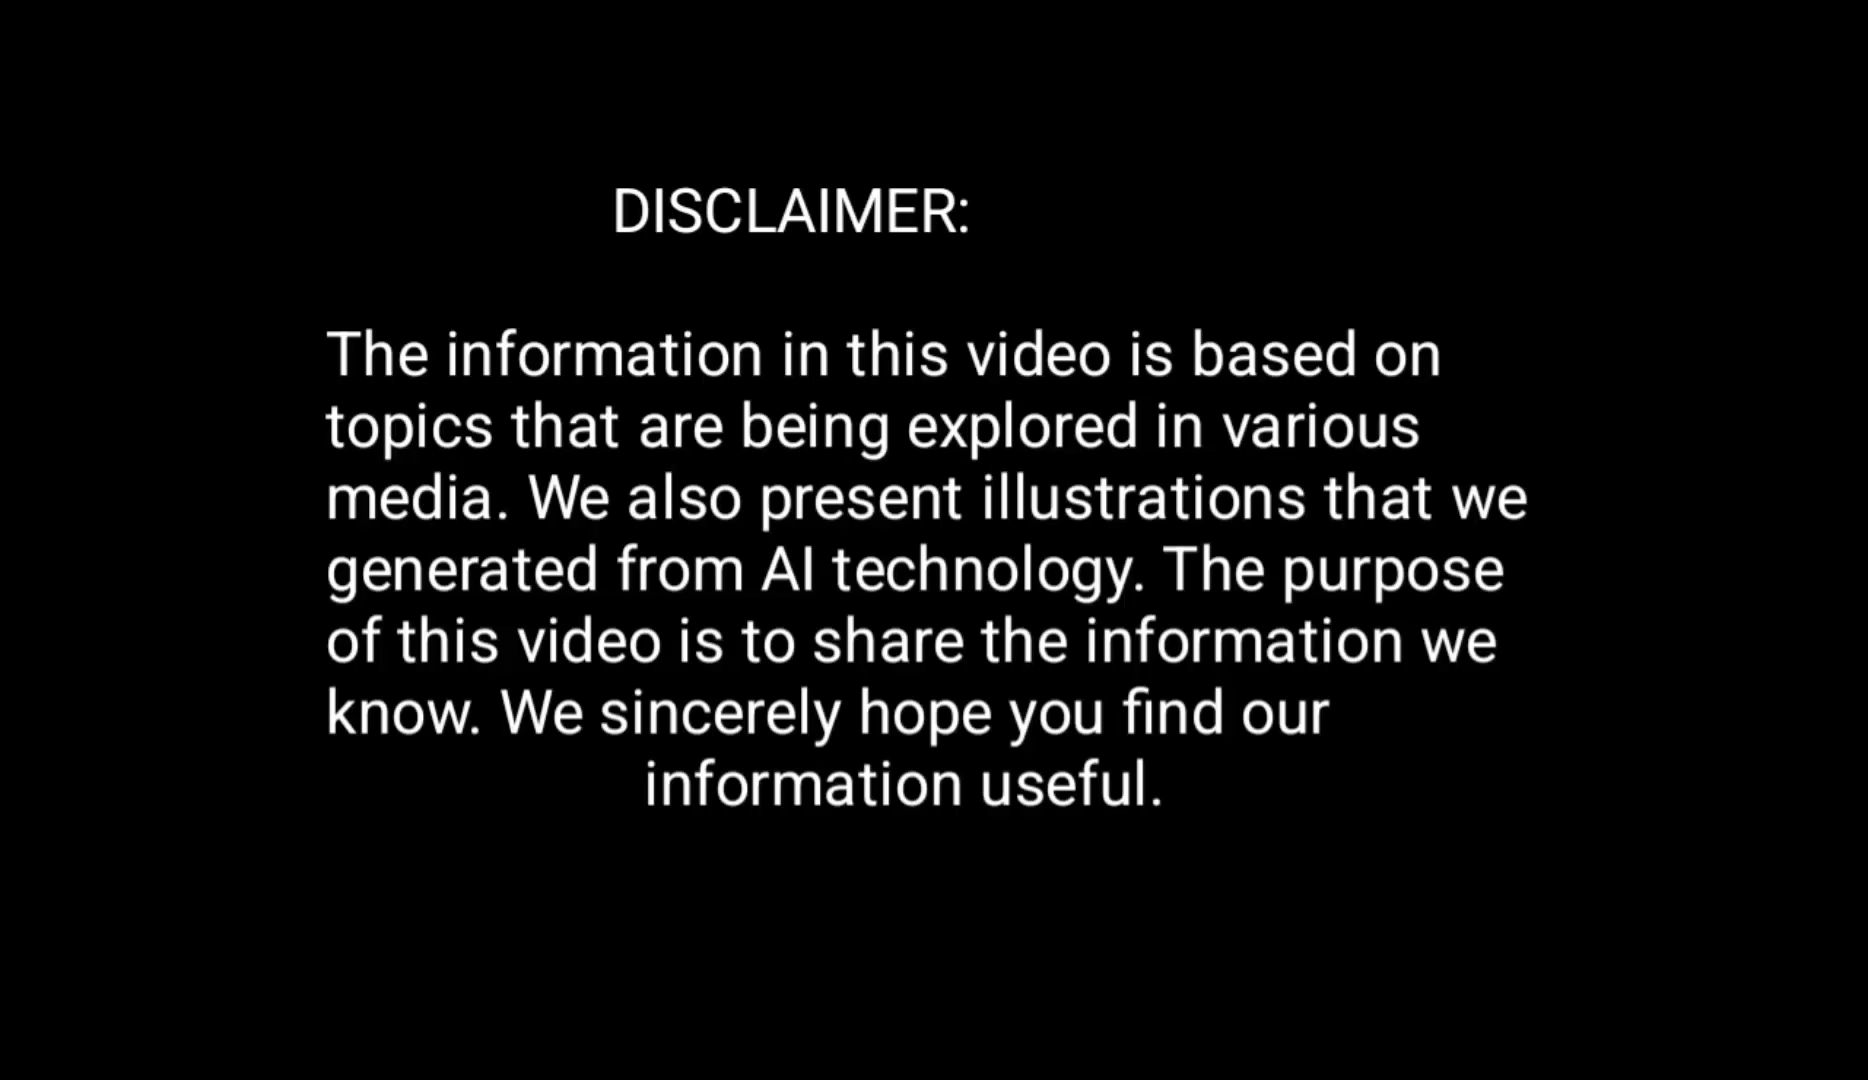 DISCLAIMER:
The information in this video is based on
topics that are being explored in various
media. We also present illustrations that we
generated from AI technology. The purpose
of this video is to share the information we
know. We sincerely hope you find our
information useful.